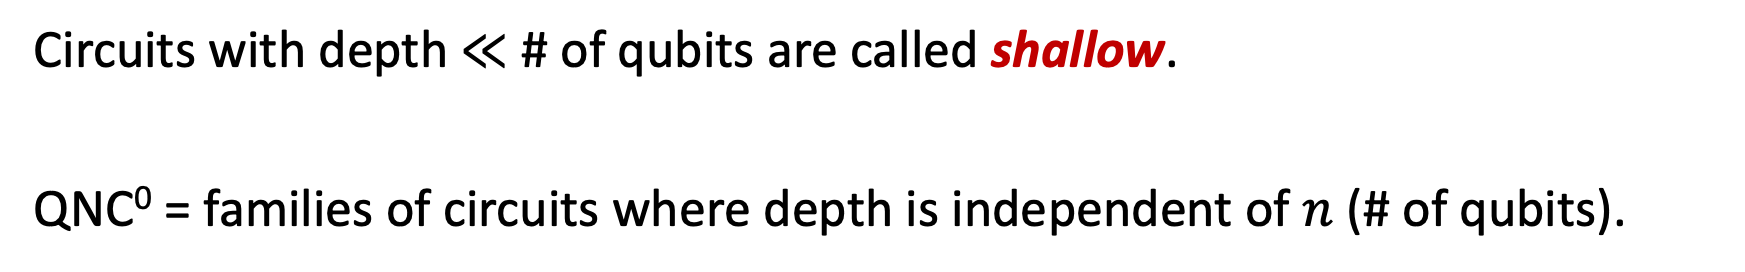 Circuits with depth ≪ # of qubits are called shallow.
QNC⁰ = families of circuits where depth is independent of n (# of qubits).